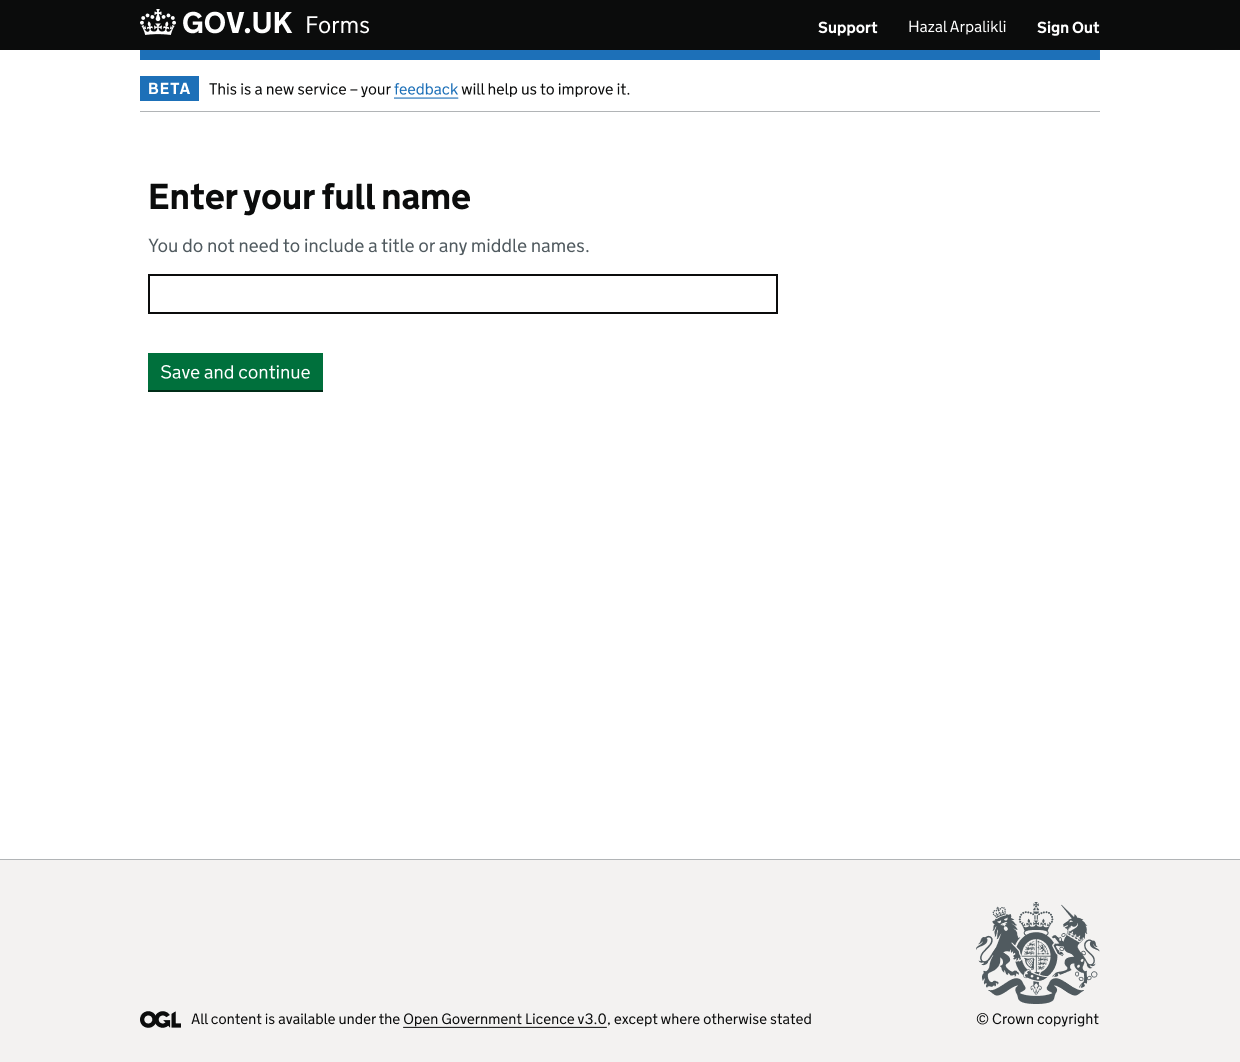 GOV.UK Forms
Support Hazal Arpalikli Sign Out
BETA This is a new service – your feedback will help us to improve it.
Enter your full name
You do not need to include a title or any middle names.
Save and continue
OGL All content is available under the Open Government Licence v3.0, except where otherwise stated
© Crown copyright